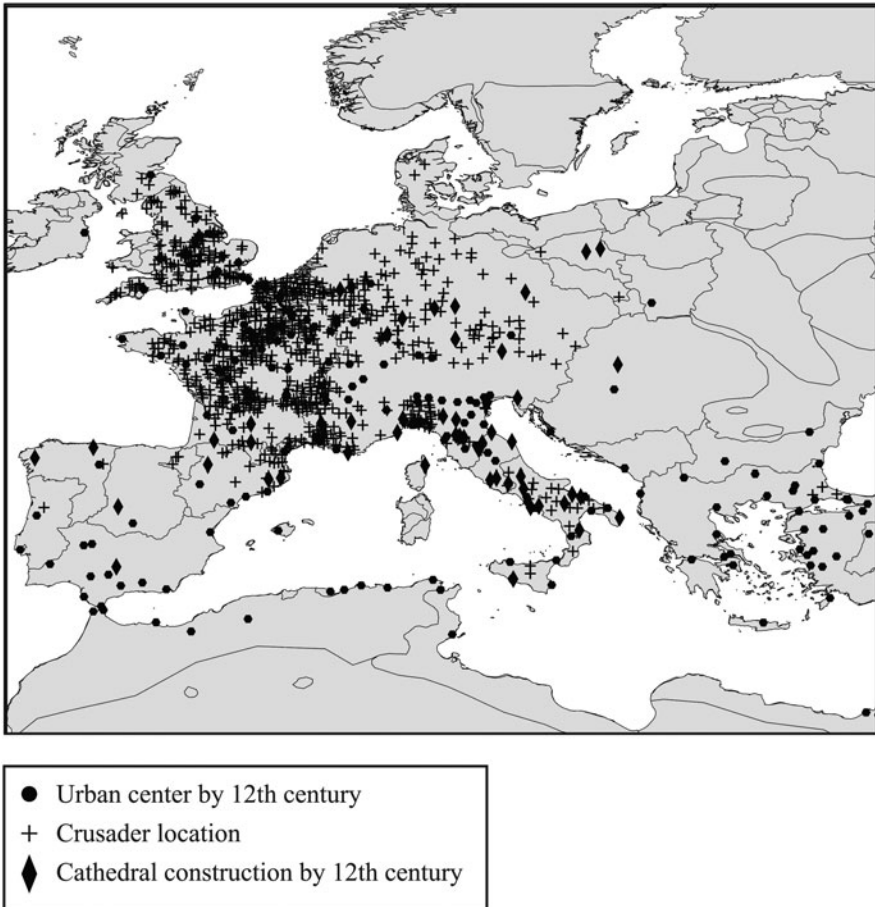 Urban center by 12th century
Crusader location
Cathedral construction by 12th century